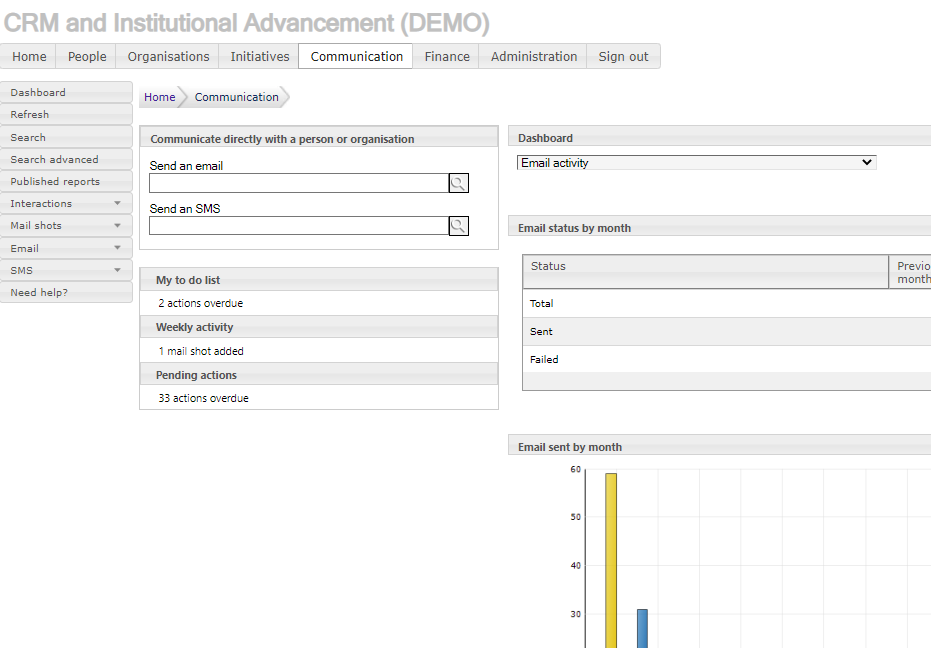 CRM and Institutional Advancement (DEMO)
Home People Organisations Initiatives Communication Finance Administration Sign out
Dashboard
Refresh
Search
Search advanced
Published reports
Interactions
Mail shots
Email
SMS
Need help?
Home Communication
Communicate directly with a person or organisation
Send an email
Send an SMS
My to do list
2 actions overdue
Weekly activity
1 mail shot added
Pending actions
33 actions overdue
Dashboard
Email activity
Email status by month
Status
Previo
month
Total
Sent
Failed
Email sent by month
60
50
40
30